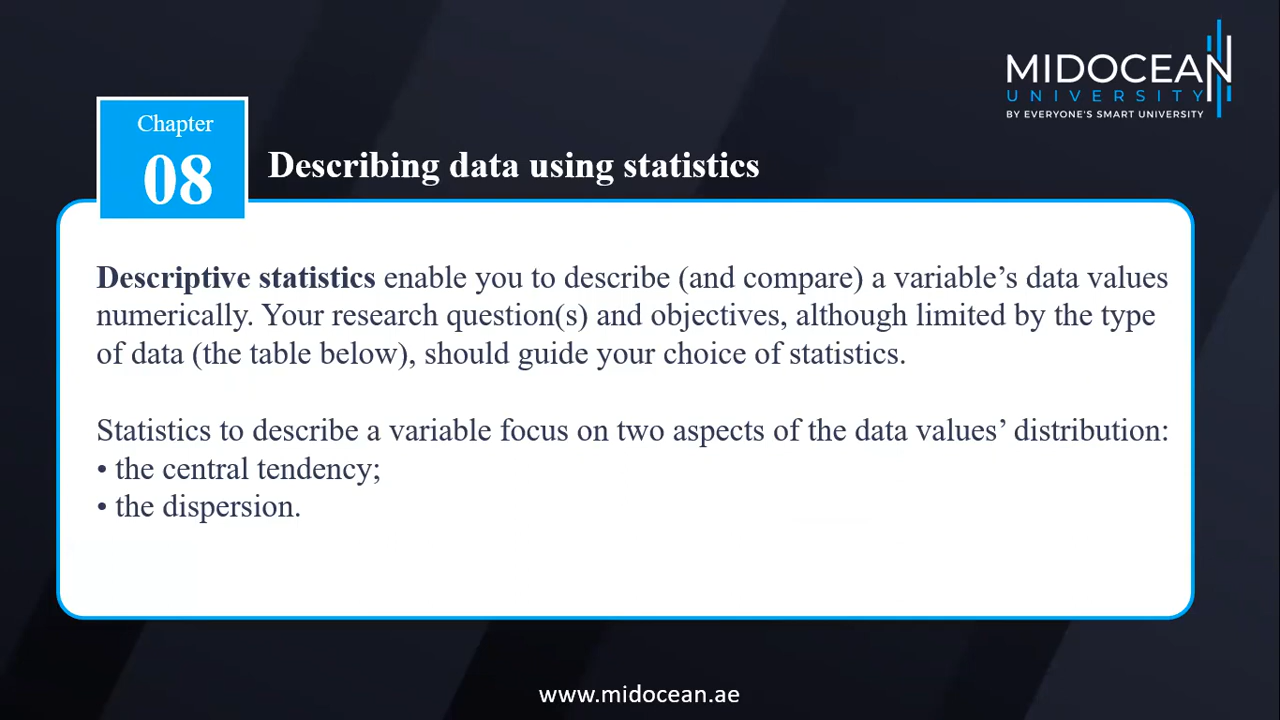 MIDOCEAN
UNIVERSITY
BY EVERYONE'S SMART UNIVERSITY
Chapter
08
Describing data using statistics
Descriptive statistics enable you to describe (and compare) a variable’s data values
numerically. Your research question(s) and objectives, although limited by the type
of data (the table below), should guide your choice of statistics.
Statistics to describe a variable focus on two aspects of the data values’ distribution:
• the central tendency;
• the dispersion.
www.midocean.ae